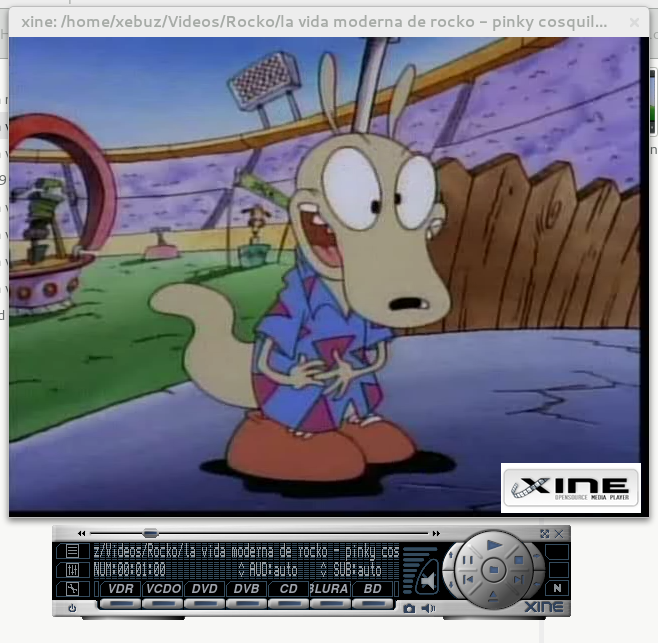 xine: /home/xebuz/Videos/Rocko/la vida moderna de rocko - pinky cosquil...
XINE
OPENSOURCE MEDIA PLAYER
z/Videos/Rocko/la vida moderna de rocko - pinky cos
NUM:00:01:00 AUD:auto SUB:auto
VDR VCDO DVD DVB CD BLURA BD
N
XINE